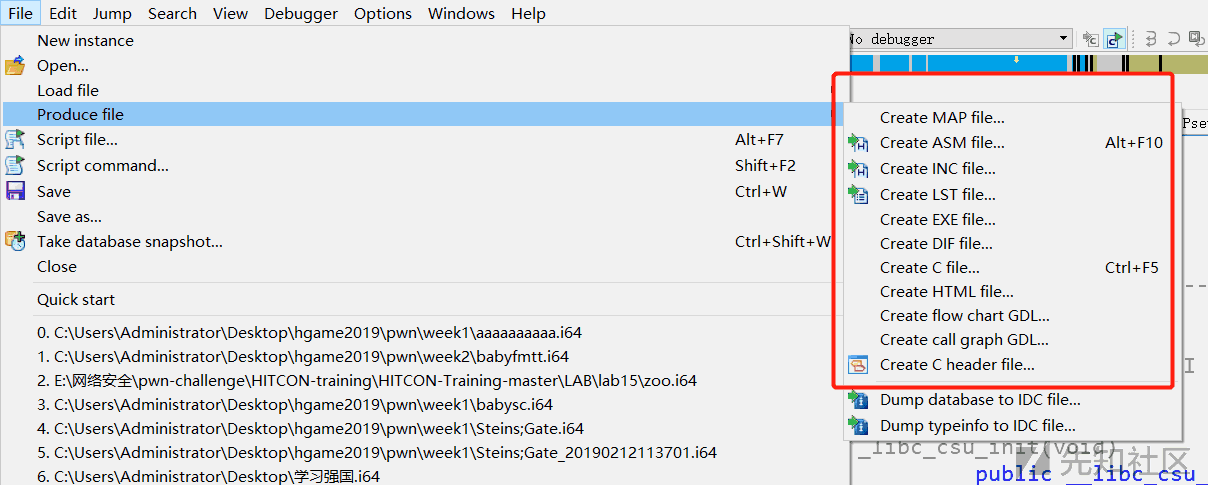 File Edit Jump Search View Debugger Options Windows Help
New instance
Open...
Load file
Produce file
Script file... Alt+F7
Script command... Shift+F2
Save Ctrl+W
Save as...
Take database snapshot... Ctrl+Shift+W
Close
Quick start
0. C:\Users\Administrator\Desktop\hgame2019\pwn\week1\aaaaaaaaaa.i64
1. C:\Users\Administrator\Desktop\hgame2019\pwn\week2\babyfmtt.i64
2. E:\网络安全\pwn-challenge\HITCON-training\HITCON-Training-master\LAB\lab15\zoo.i64
3. C:\Users\Administrator\Desktop\hgame2019\pwn\week1\babysc.i64
4. C:\Users\Administrator\Desktop\hgame2019\pwn\week1\Steins;Gate.i64
5. C:\Users\Administrator\Desktop\hgame2019\pwn\week1\Steins;Gate_20190212113701.i64
6. C:\Users\Administrator\Desktop\学习强国.i64
No debugger
Create MAP file...
Create ASM file... Alt+F10
Create INC file...
Create LST file...
Create EXE file...
Create DIF file...
Create C file... Ctrl+F5
Create HTML file...
Create flow chart GDL...
Create call graph GDL...
Create C header file...
Dump database to IDC file...
Dump typeinfo to IDC file...
Pse
_libc_csu_init(void)
public __libc_csu_
先知社区